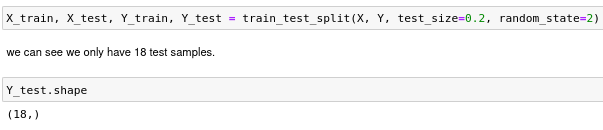 X_train, X_test, Y_train, Y_test = train_test_split(X, Y, test_size=0.2, random_state=2)
we can see we only have 18 test samples.
Y_test.shape
(18,)